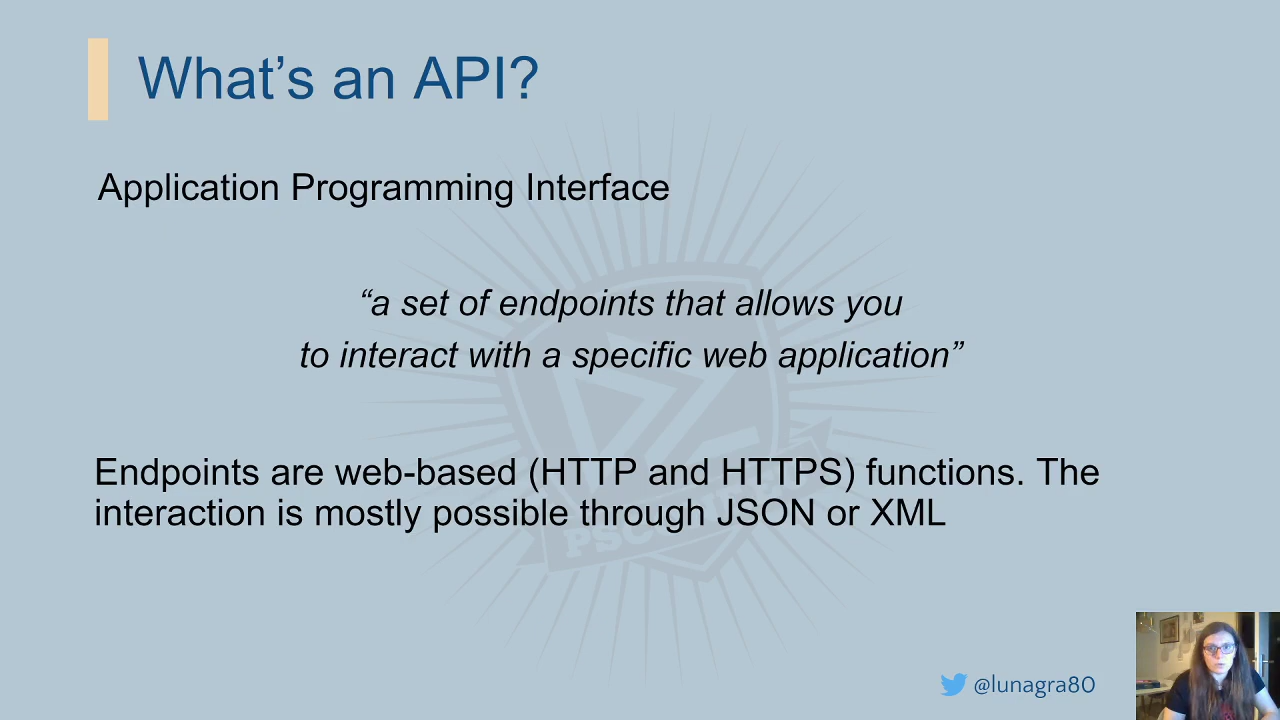 What’s an API?
Application Programming Interface
“a set of endpoints that allows you
to interact with a specific web application”
Endpoints are web-based (HTTP and HTTPS) functions. The
interaction is mostly possible through JSON or XML
@lunagra80